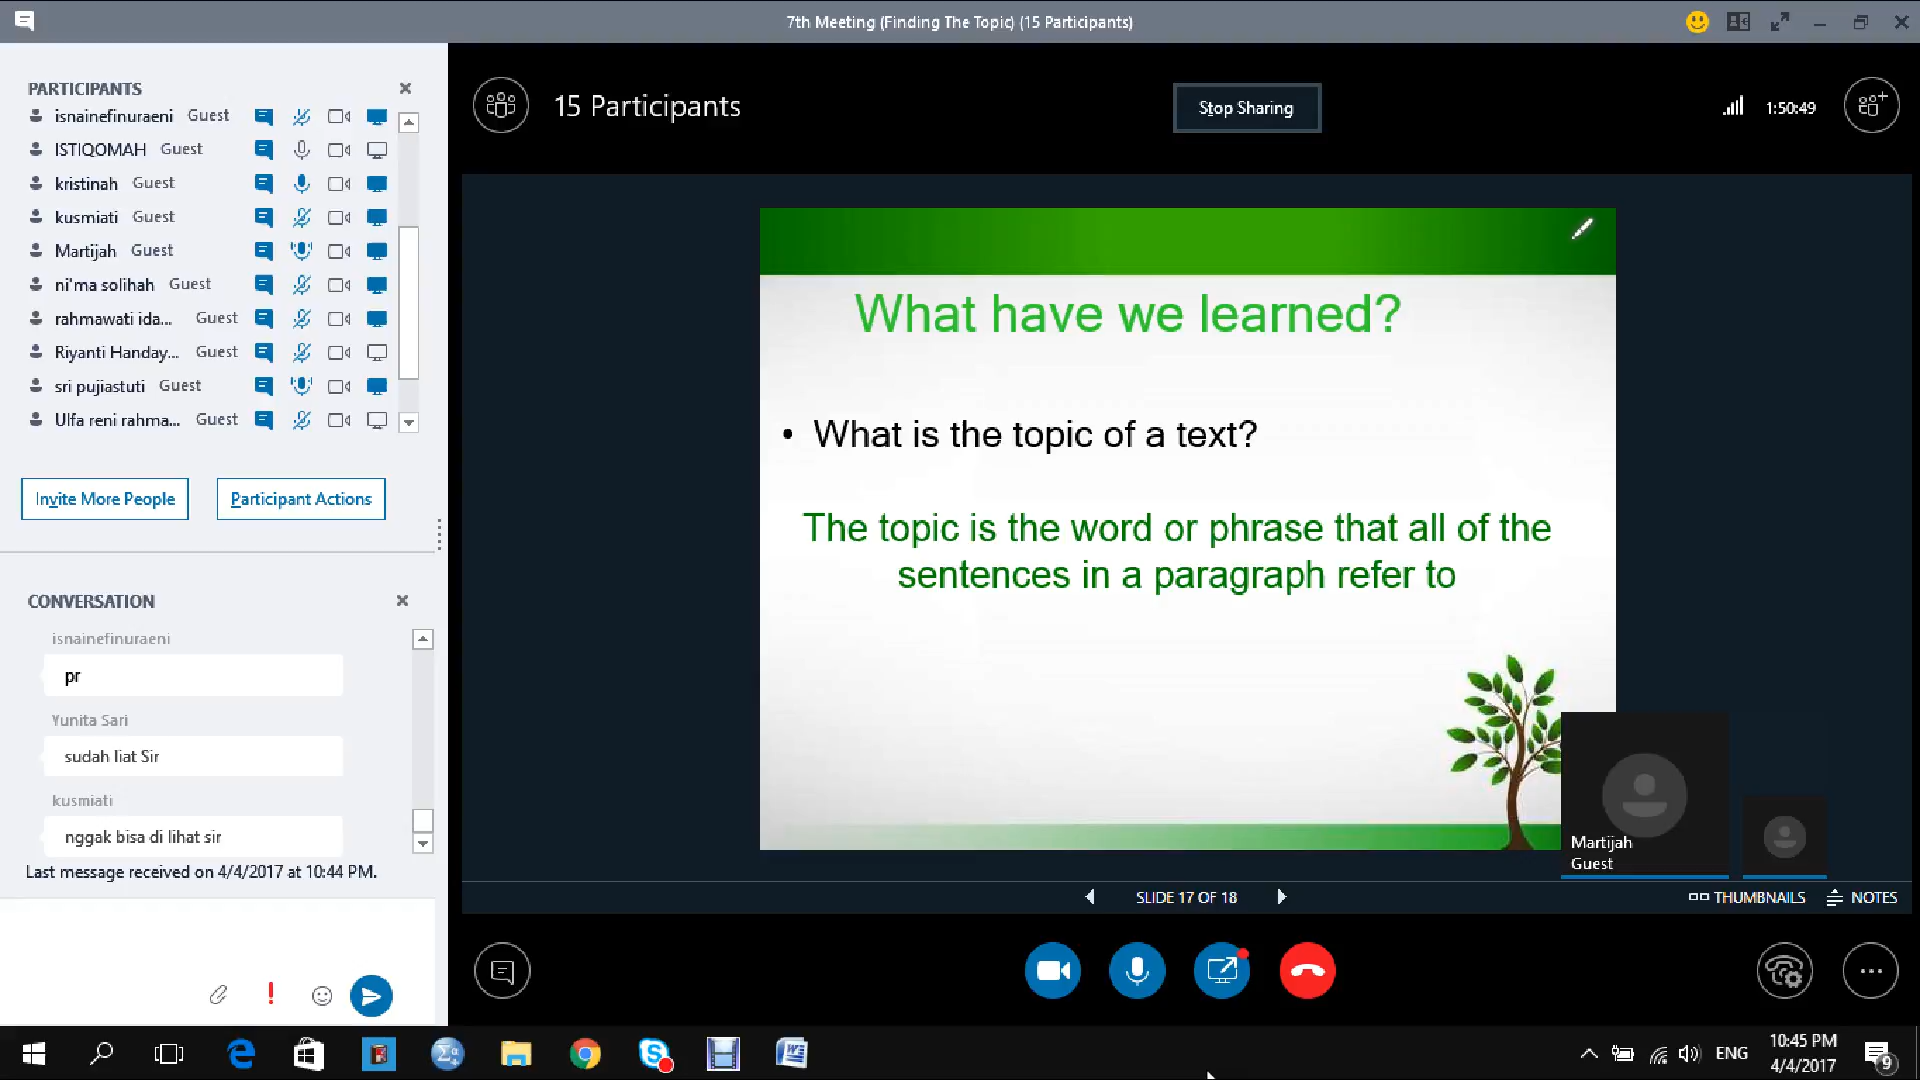 7th Meeting (Finding The Topic) (15 Participants)
PARTICIPANTS
isnainefinuraeni Guest
ISTIQOMAH Guest
kristinah Guest
kusmiati Guest
Martijah Guest
ni'ma solihah Guest
rahmawati ida... Guest
Riyanti Handay... Guest
sri pujiastuti Guest
Ulfa reni rahma... Guest
Invite More People
Participant Actions
CONVERSATION
isnainefinuraeni
pr
Yunita Sari
sudah liat Sir
kusmiati
nggak bisa di lihat sir
Last message received on 4/4/2017 at 10:44 PM.
15 Participants
Stop Sharing
1:50:49
What have we learned?
• What is the topic of a text?
The topic is the word or phrase that all of the
sentences in a paragraph refer to
Martijah
Guest
SLIDE 17 OF 18
THUMBNAILS
NOTES
ENG
10:45 PM
4/4/2017
9